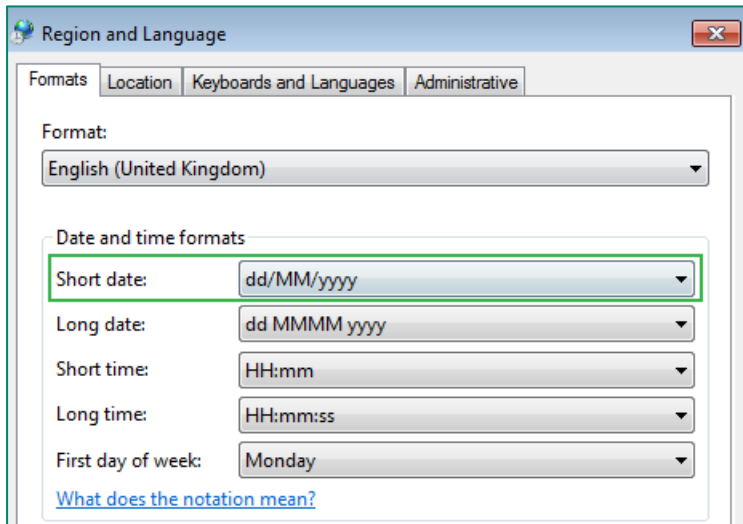 Region and Language
Formats Location Keyboards and Languages Administrative
Format:
English (United Kingdom)
Date and time formats
Short date: dd/MM/yyyy
Long date: dd MMMM yyyy
Short time: HH:mm
Long time: HH:mm:ss
First day of week: Monday
What does the notation mean?